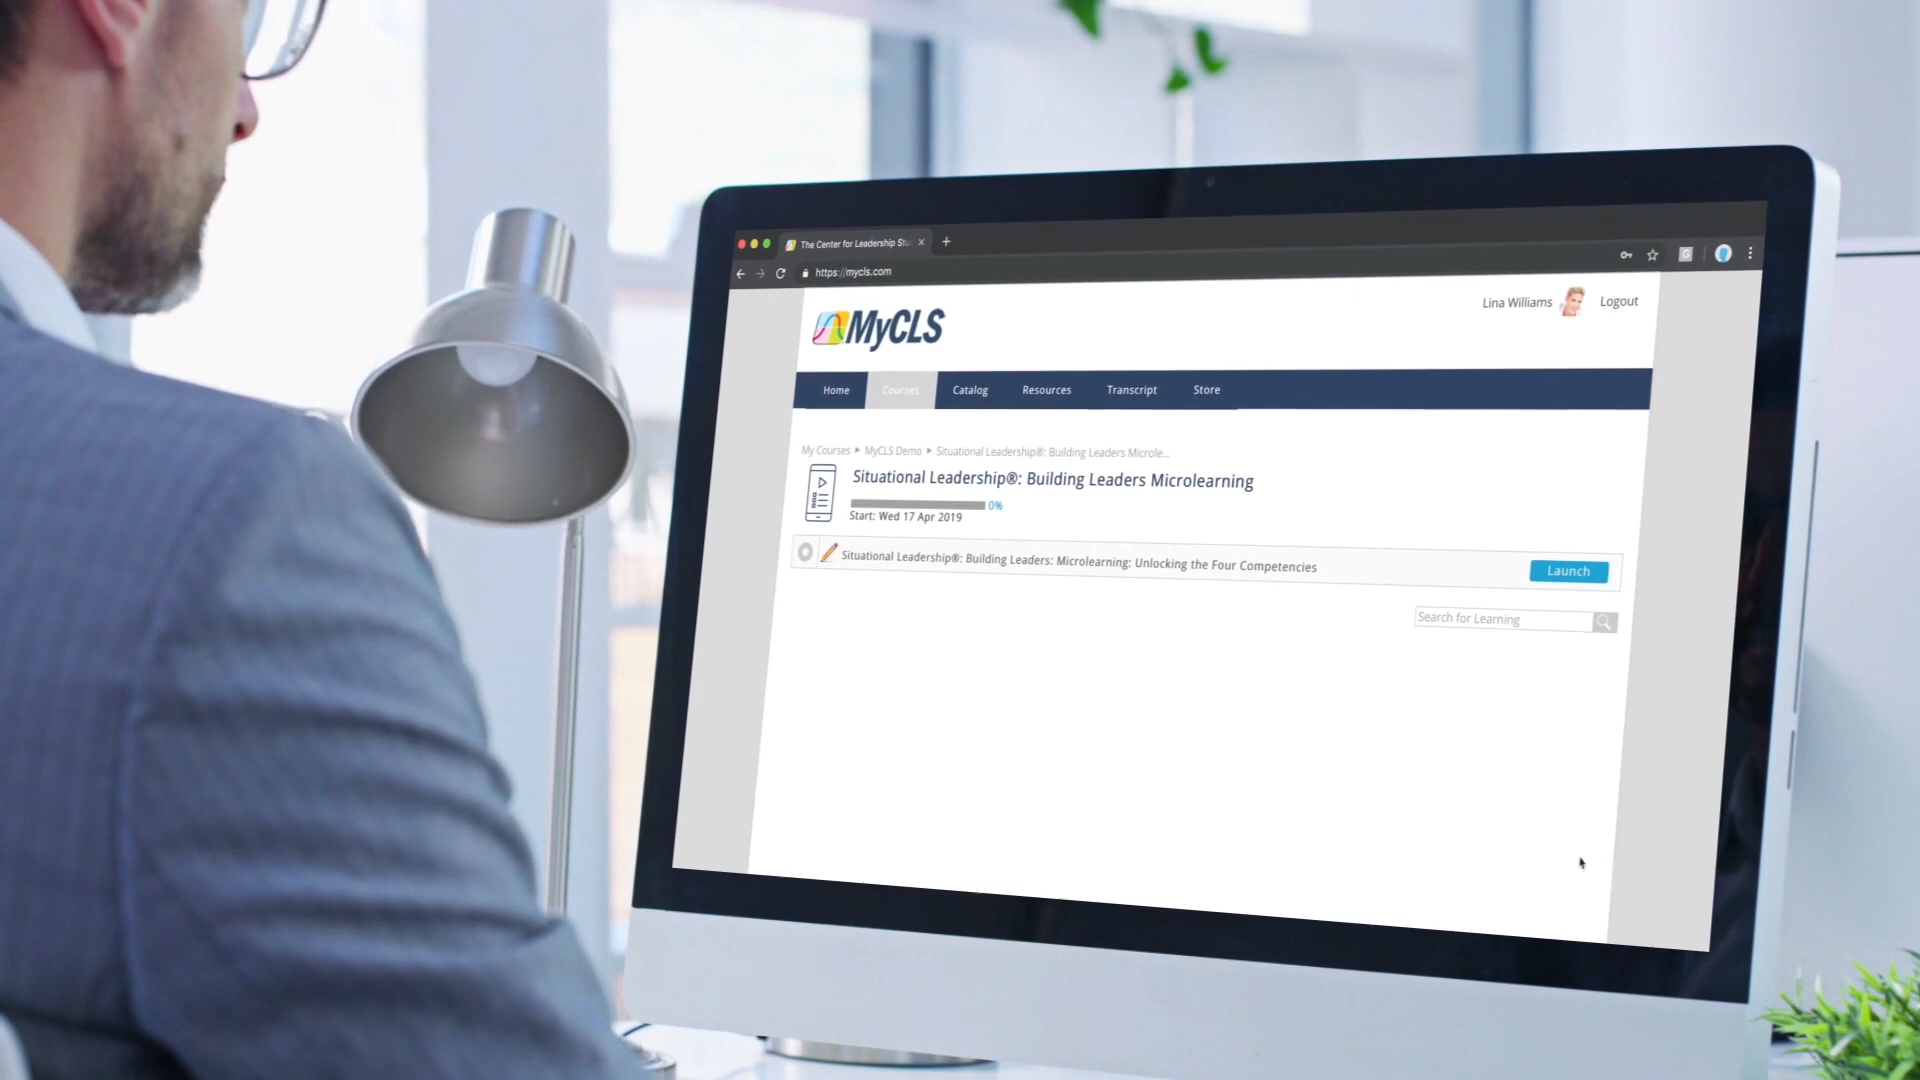 The Center for Leadership Stu
https://mycls.com
Lina Williams Logout
MyCLS
Home Courses Catalog Resources Transcript Store
My Courses ▸ MyCLS Demo ▸ Situational Leadership®: Building Leaders Microle...
Situational Leadership®: Building Leaders Microlearning
0%
Start: Wed 17 Apr 2019
Situational Leadership®: Building Leaders: Microlearning: Unlocking the Four Competencies
Launch
Search for Learning